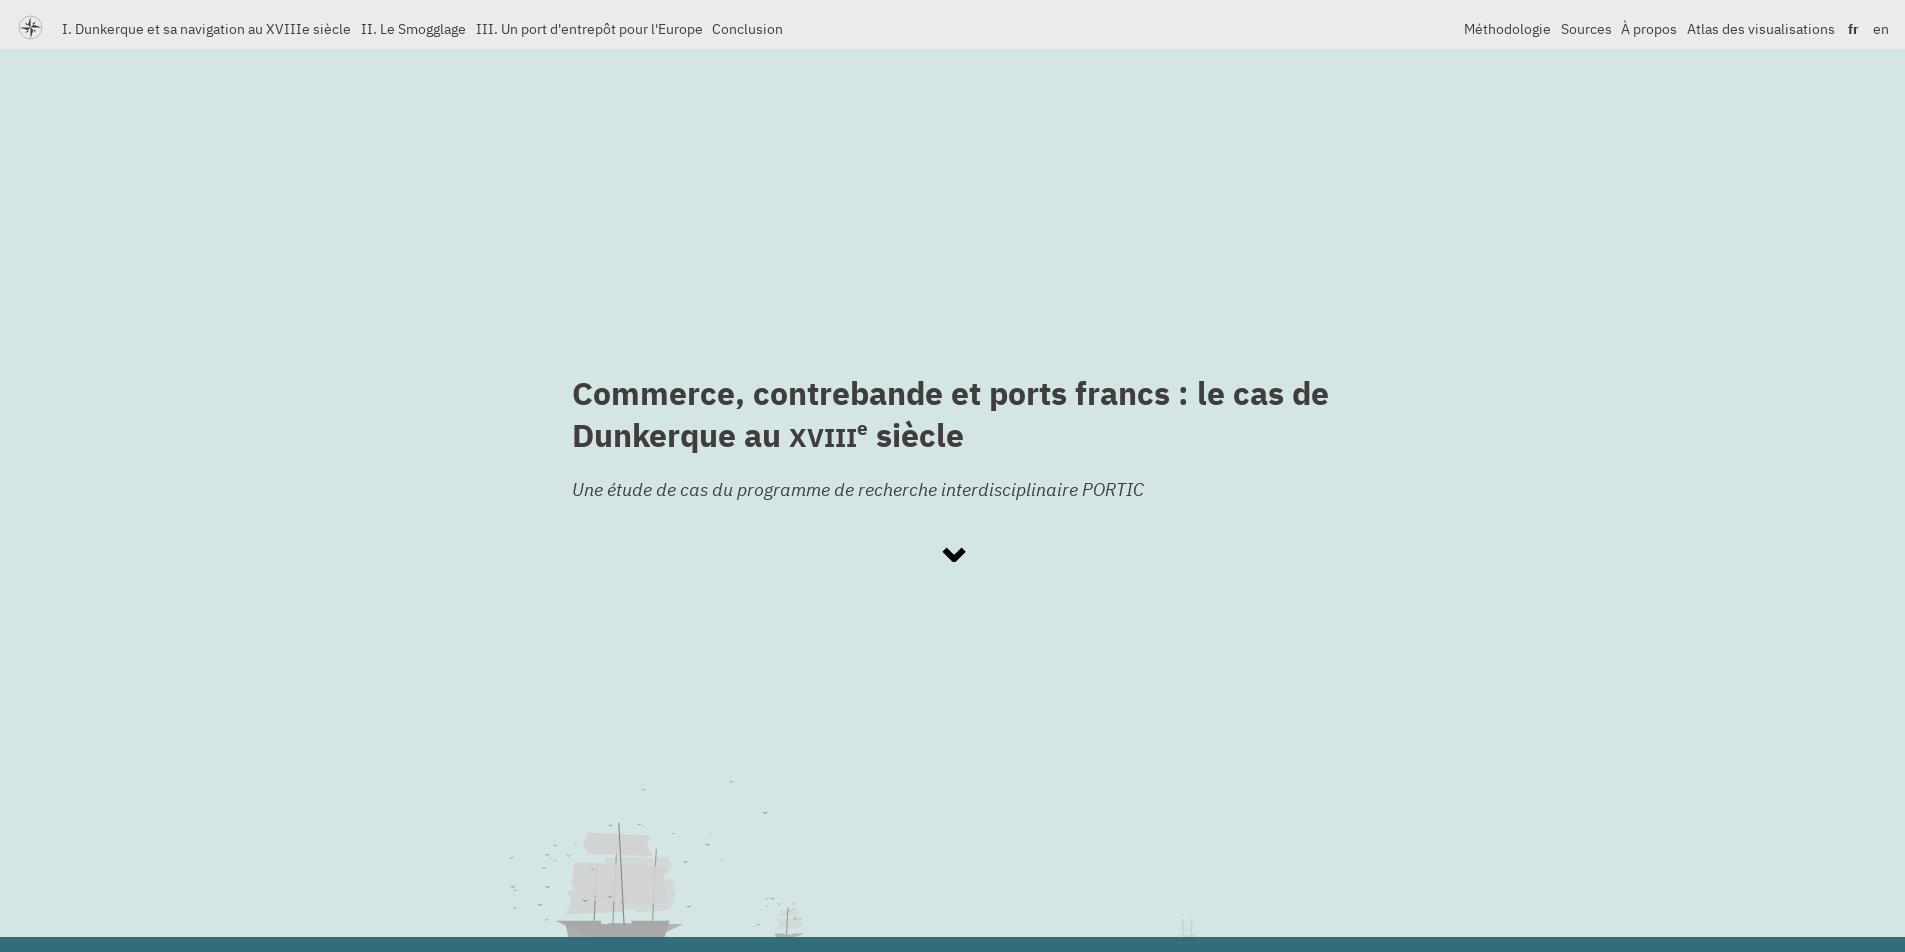 I. Dunkerque et sa navigation au XVIIIe siècle II. Le Smogglage III. Un port d'entrepôt pour l'Europe Conclusion Méthodologie Sources À propos Atlas des visualisations fr en
Commerce, contrebande et ports francs : le cas de
Dunkerque au XVIIIe siècle
Une étude de cas du programme de recherche interdisciplinaire PORTIC